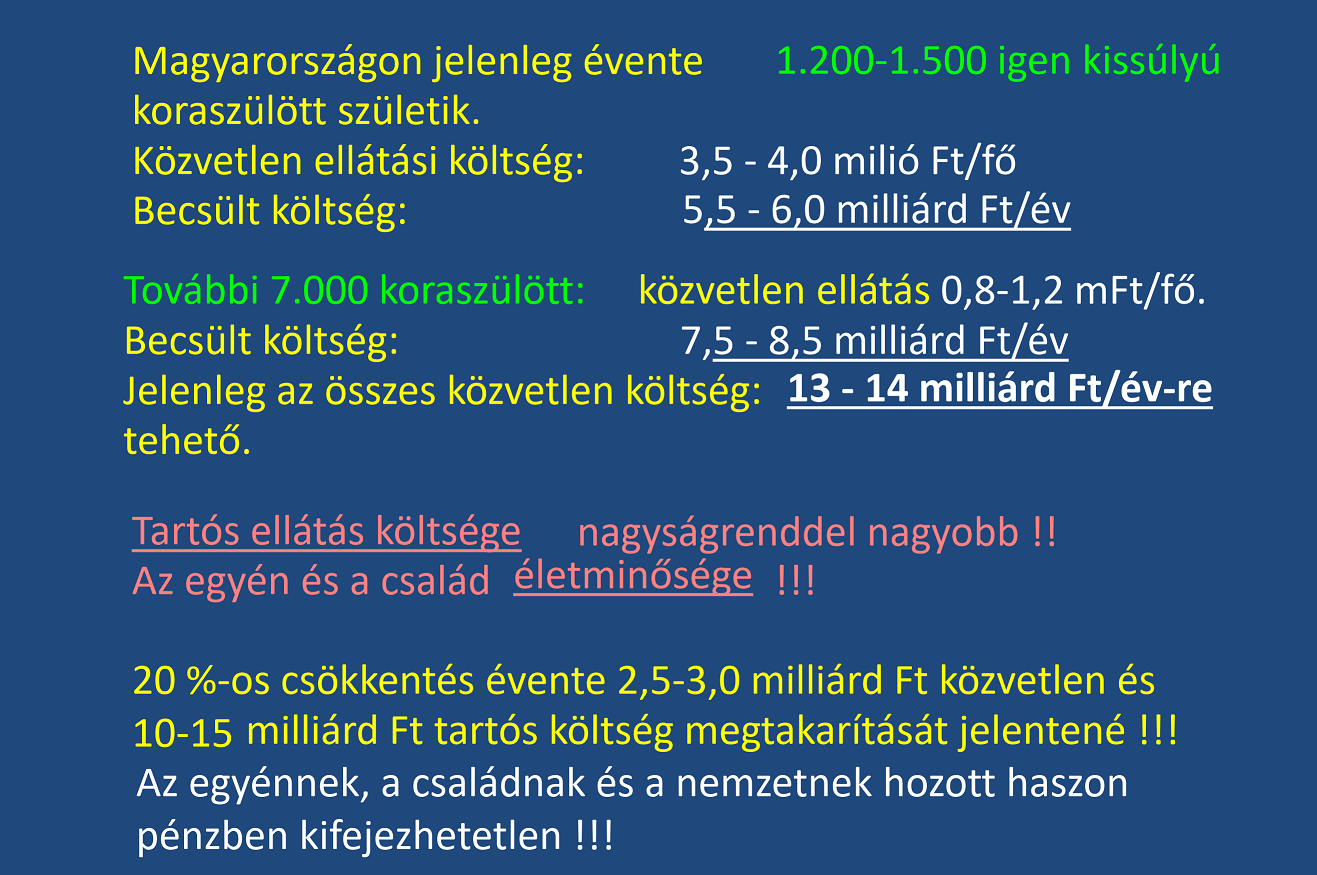 Magyarországon jelenleg évente 1.200-1.500 igen kissúlyú
koraszülött születik.
Közvetlen ellátási költség: 3,5 - 4,0 milió Ft/fő
Becsült költség: 5,5 - 6,0 milliárd Ft/év
További 7.000 koraszülött: közvetlen ellátás 0,8-1,2 mFt/fő.
Becsült költség: 7,5 - 8,5 milliárd Ft/év
Jelenleg az összes közvetlen költség: 13 - 14 milliárd Ft/év-re
tehető.
Tartós ellátás költsége nagyságrenddel nagyobb !!
Az egyén és a család életminősége !!!
20 %-os csökkentés évente 2,5-3,0 milliárd Ft közvetlen és
10-15 milliárd Ft tartós költség megtakarítását jelentené !!!
Az egyénnek, a családnak és a nemzetnek hozott haszon
pénzben kifejezhetetlen !!!